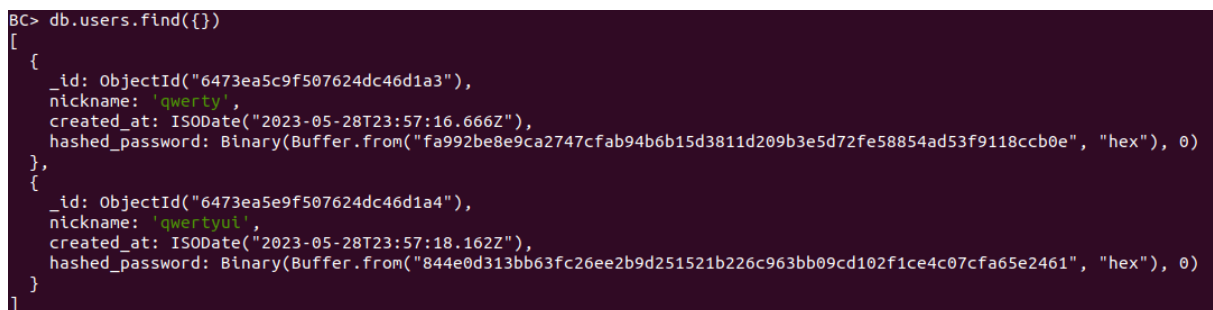 BC> db.users.find({})
[
  {
    _id: ObjectId("6473ea5c9f507624dc46d1a3"),
    nickname: 'qwerty',
    created_at: ISODate("2023-05-28T23:57:16.666Z"),
    hashed_password: Binary(Buffer.from("fa992be8e9ca2747cfab94b6b15d3811d209b3e5d72fe58854ad53f9118ccb0e", "hex"), 0)
  },
  {
    _id: ObjectId("6473ea5e9f507624dc46d1a4"),
    nickname: 'qwertyui',
    created_at: ISODate("2023-05-28T23:57:18.162Z"),
    hashed_password: Binary(Buffer.from("844e0d313bb63fc26ee2b9d251521b226c963bb09cd102f1ce4c07cfa65e2461", "hex"), 0)
  }
]